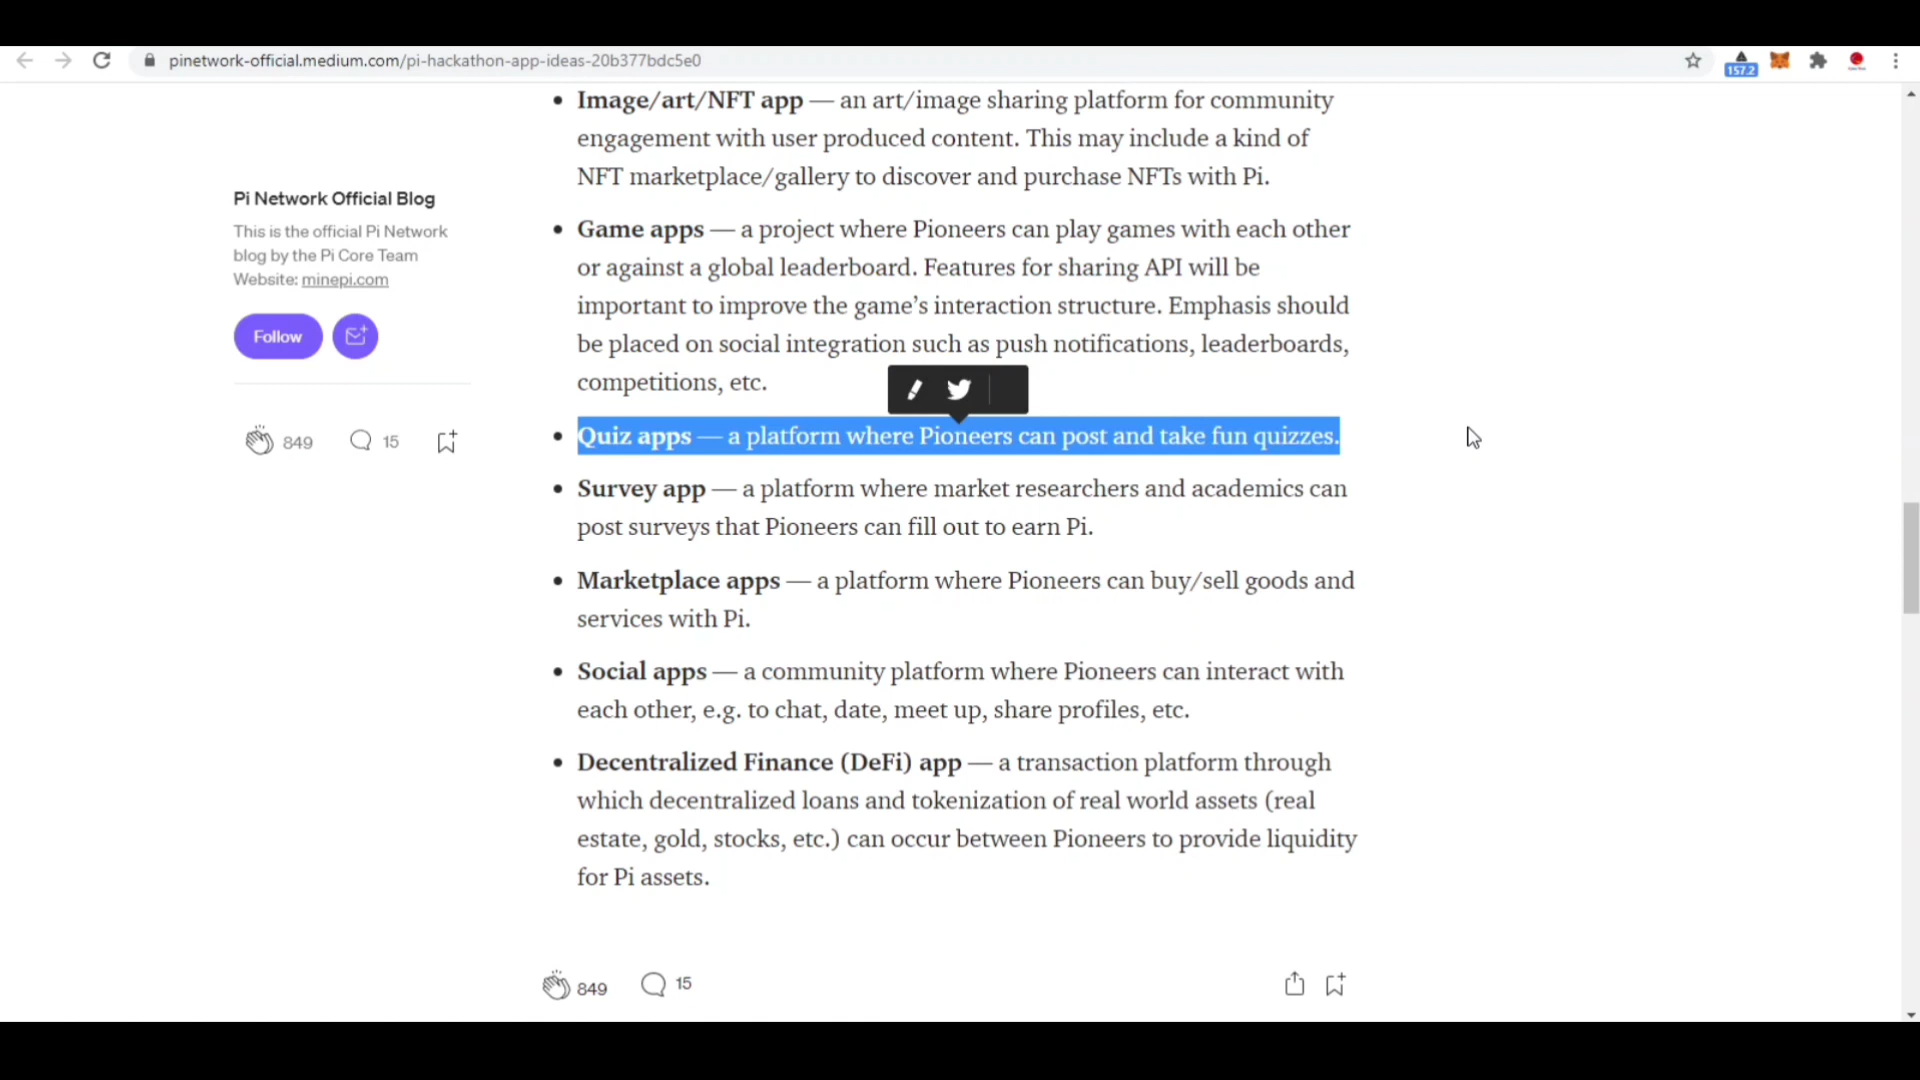 pinetwork-official.medium.com/pi-hackathon-app-ideas-20b377bdc5e0
157.2
• Image/art/NFT app — an art/image sharing platform for community
engagement with user produced content. This may include a kind of
NFT marketplace/gallery to discover and purchase NFTs with Pi.
Pi Network Official Blog
This is the official Pi Network
blog by the Pi Core Team
Website: minepi.com
Follow
849
15
• Game apps — a project where Pioneers can play games with each other
or against a global leaderboard. Features for sharing API will be
important to improve the game’s interaction structure. Emphasis should
be placed on social integration such as push notifications, leaderboards,
competitions, etc.
• Quiz apps — a platform where Pioneers can post and take fun quizzes.
• Survey app — a platform where market researchers and academics can
post surveys that Pioneers can fill out to earn Pi.
• Marketplace apps — a platform where Pioneers can buy/sell goods and
services with Pi.
• Social apps — a community platform where Pioneers can interact with
each other, e.g. to chat, date, meet up, share profiles, etc.
• Decentralized Finance (DeFi) app — a transaction platform through
which decentralized loans and tokenization of real world assets (real
estate, gold, stocks, etc.) can occur between Pioneers to provide liquidity
for Pi assets.
849
15